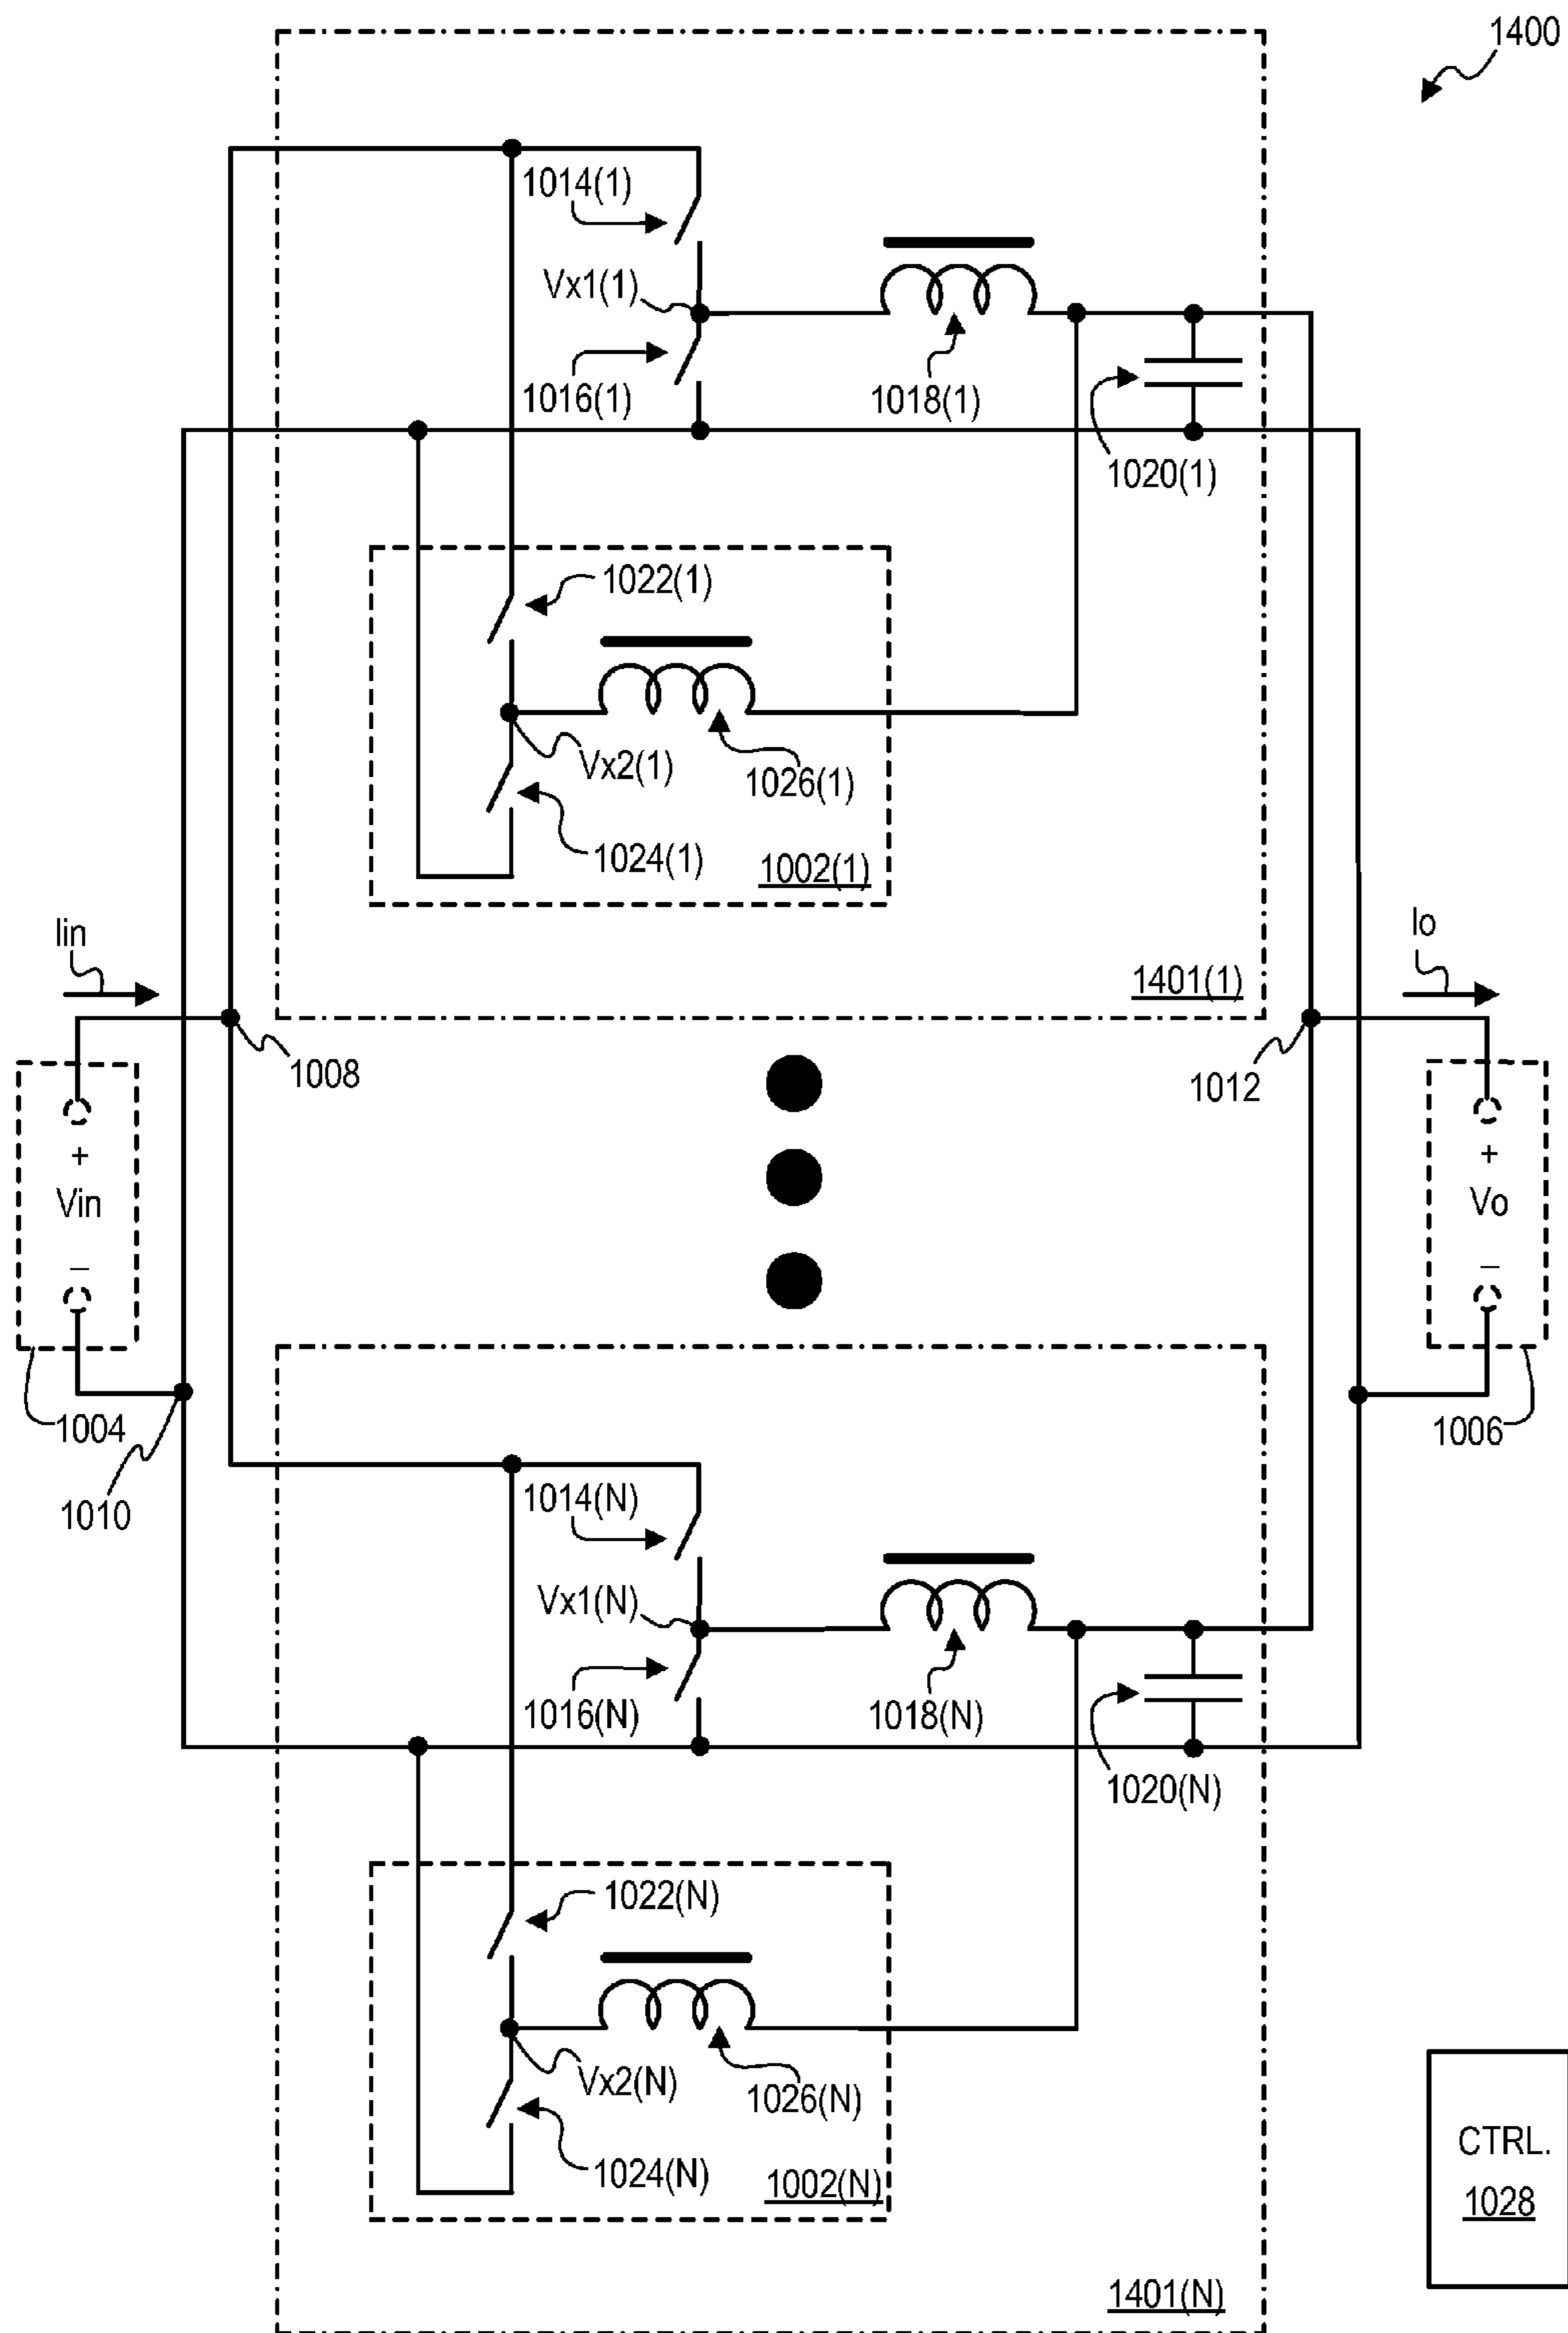 1400
1014(1)
Vx1(1)
1016(1)
1018(1)
1020(1)
1022(1)
Vx2(1)
1026(1)
1024(1)
1002(1)
1401(1)
Iin
Io
1008
1012
+
Vin
–
+
Vo
–
1004
1006
1010
1014(N)
Vx1(N)
1016(N)
1018(N)
1020(N)
1022(N)
Vx2(N)
1026(N)
1024(N)
1002(N)
CTRL.
1028
1401(N)